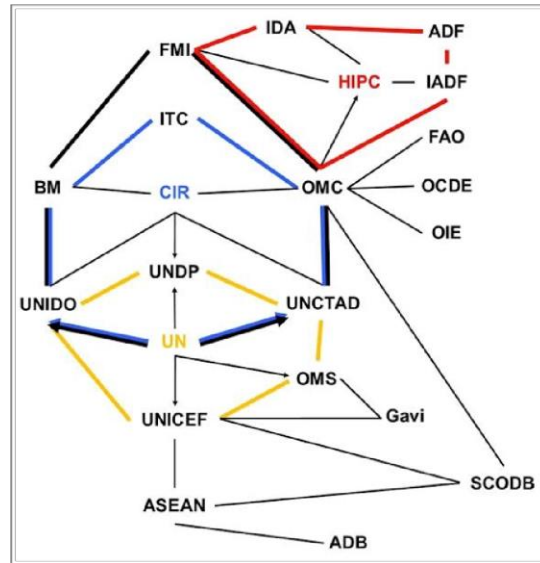 IDA
ADF
FMI
HIPC
IADF
ITC
FAO
BM
CIR
OMC
OCDE
OIE
UNDP
UNIDO
UNCTAD
UN
OMS
UNICEF
Gavi
SCODB
ASEAN
ADB